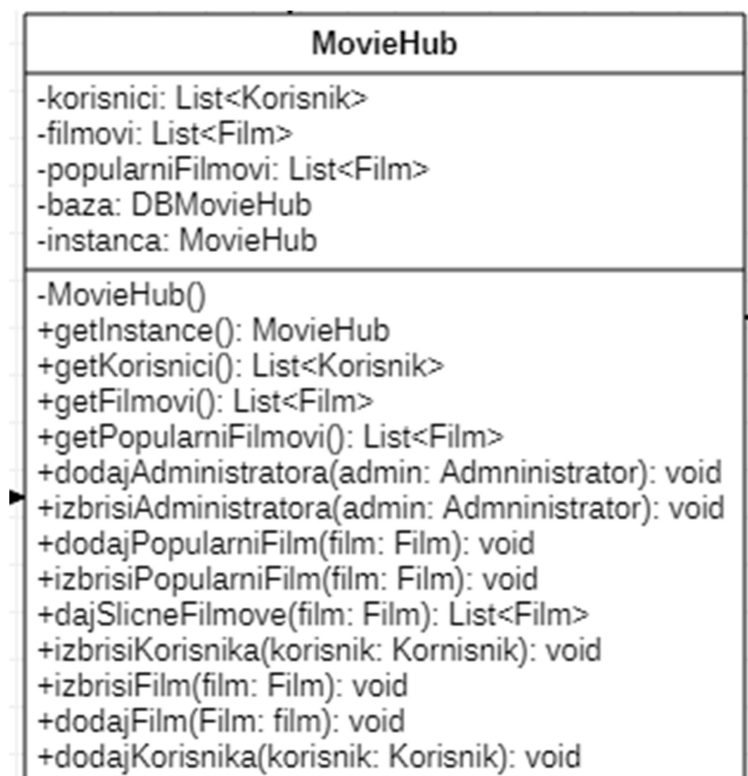 MovieHub
-korisnici: List<Korisnik>
-filmovi: List<Film>
-popularniFilmovi: List<Film>
-baza: DBMovieHub
-instanca: MovieHub
-MovieHub()
+getInstance(): MovieHub
+getKorisnici(): List<Korisnik>
+getFilmovi(): List<Film>
+getPopularniFilmovi(): List<Film>
+dodajAdministratora(admin: Admninistrator): void
+izbrisiAdministratora(admin: Admninistrator): void
+dodajPopularniFilm(film: Film): void
+izbrisiPopularniFilm(film: Film): void
+dajSlicneFilmove(film: Film): List<Film>
+izbrisiKorisnika(korisnik: Kornisnik): void
+izbrisiFilm(film: Film): void
+dodajFilm(Film: film): void
+dodajKorisnika(korisnik: Korisnik): void